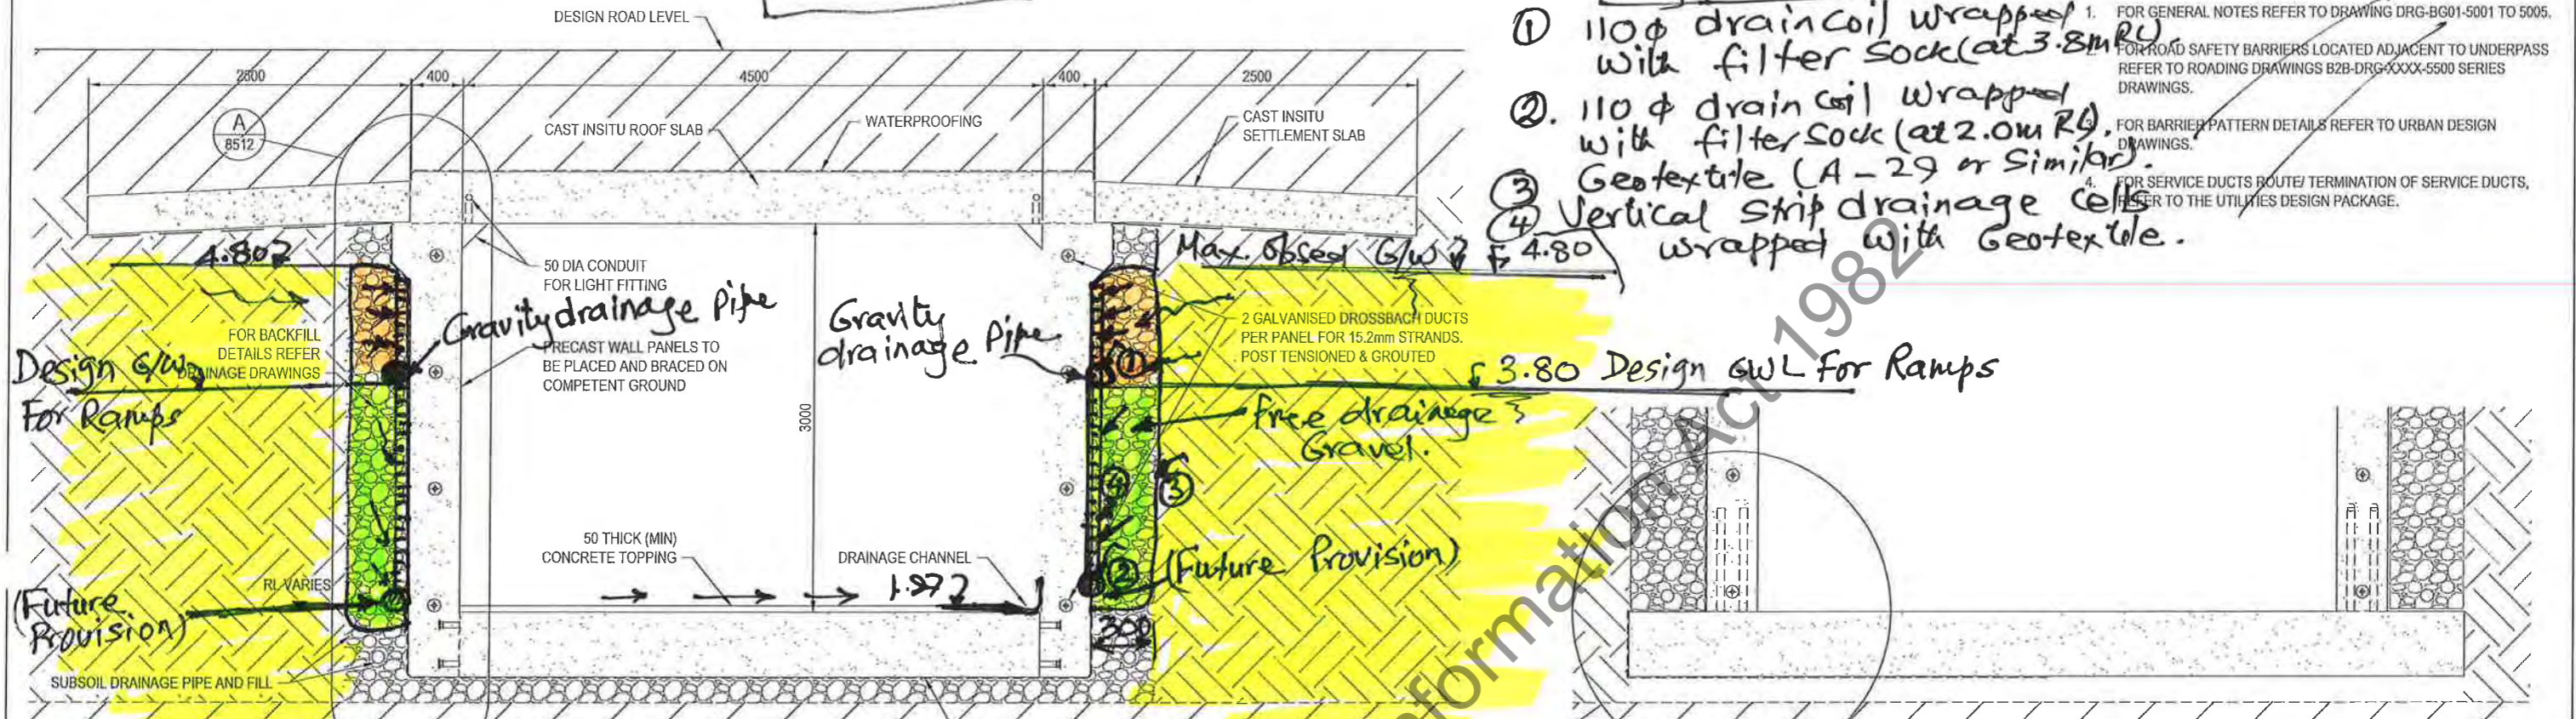 DESIGN ROAD LEVEL
2500
400
4500
400
2500
A
8512
CAST INSITU ROOF SLAB
WATERPROOFING
CAST INSITU
SETTLEMENT SLAB
① 110φ draincoil wrapped
with filter sock (at 3.8m RL).
②. 110 φ drain coil wrapped
with filter sock (at 2.0m RL).
③ Geotextile (A-29 or Similar).
④ Vertical strip drainage cells
wrapped with Geotextile.
1. FOR GENERAL NOTES REFER TO DRAWING DRG-BG01-5001 TO 5005.
FOR ROAD SAFETY BARRIERS LOCATED ADJACENT TO UNDERPASS
REFER TO ROADING DRAWINGS B2B-DRG-XXXX-5500 SERIES
DRAWINGS.
FOR BARRIER PATTERN DETAILS REFER TO URBAN DESIGN
DRAWINGS.
4. FOR SERVICE DUCTS ROUTE/ TERMINATION OF SERVICE DUCTS,
REFER TO THE UTILITIES DESIGN PACKAGE.
4.80
Max. obsed G/W
4.80
50 DIA CONDUIT
FOR LIGHT FITTING
Gravity drainage Pipe
Gravity
drainage Pipe
FOR BACKFILL
DETAILS REFER
DRAINAGE DRAWINGS
Design G/W
For Ramps
PRECAST WALL PANELS TO
BE PLACED AND BRACED ON
COMPETENT GROUND
2 GALVANISED DROSSBACH DUCTS
PER PANEL FOR 15.2mm STRANDS.
POST TENSIONED & GROUTED
①
3.80 Design GWL For Ramps
3000
Free drainage
Gravel.
④
③
50 THICK (MIN)
CONCRETE TOPPING
DRAINAGE CHANNEL
②
(Future Provision)
RL VARIES
(Future
Provision)
300
SUBSOIL DRAINAGE PIPE AND FILL
Information Act 1982